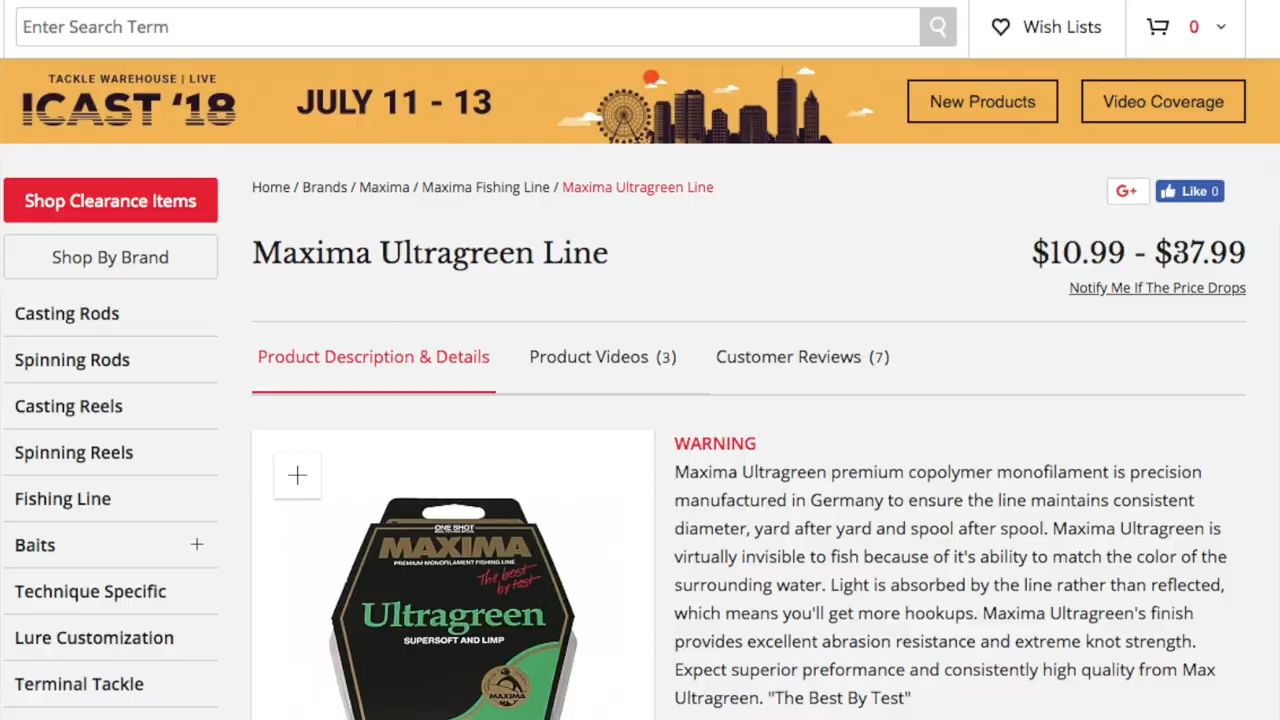 Enter Search Term
Wish Lists
0
TACKLE WAREHOUSE | LIVE
ICAST '18
JULY 11 - 13
New Products
Video Coverage
Shop Clearance Items
Shop By Brand
Casting Rods
Spinning Rods
Casting Reels
Spinning Reels
Fishing Line
Baits +
Technique Specific
Lure Customization
Terminal Tackle
Home / Brands / Maxima / Maxima Fishing Line / Maxima Ultragreen Line
G+
Like 0
Maxima Ultragreen Line
$10.99 - $37.99
Notify Me If The Price Drops
Product Description & Details
Product Videos (3)
Customer Reviews (7)
+
ONE SHOT
MAXIMA
PREMIUM MONOFILAMENT FISHING LINE
The best
by test
Ultragreen
SUPERSOFT AND LIMP
MAXIMA
WARNING
Maxima Ultragreen premium copolymer monofilament is precision
manufactured in Germany to ensure the line maintains consistent
diameter, yard after yard and spool after spool. Maxima Ultragreen is
virtually invisible to fish because of it's ability to match the color of the
surrounding water. Light is absorbed by the line rather than reflected,
which means you'll get more hookups. Maxima Ultragreen's finish
provides excellent abrasion resistance and extreme knot strength.
Expect superior preformance and consistently high quality from Max
Ultragreen. "The Best By Test"